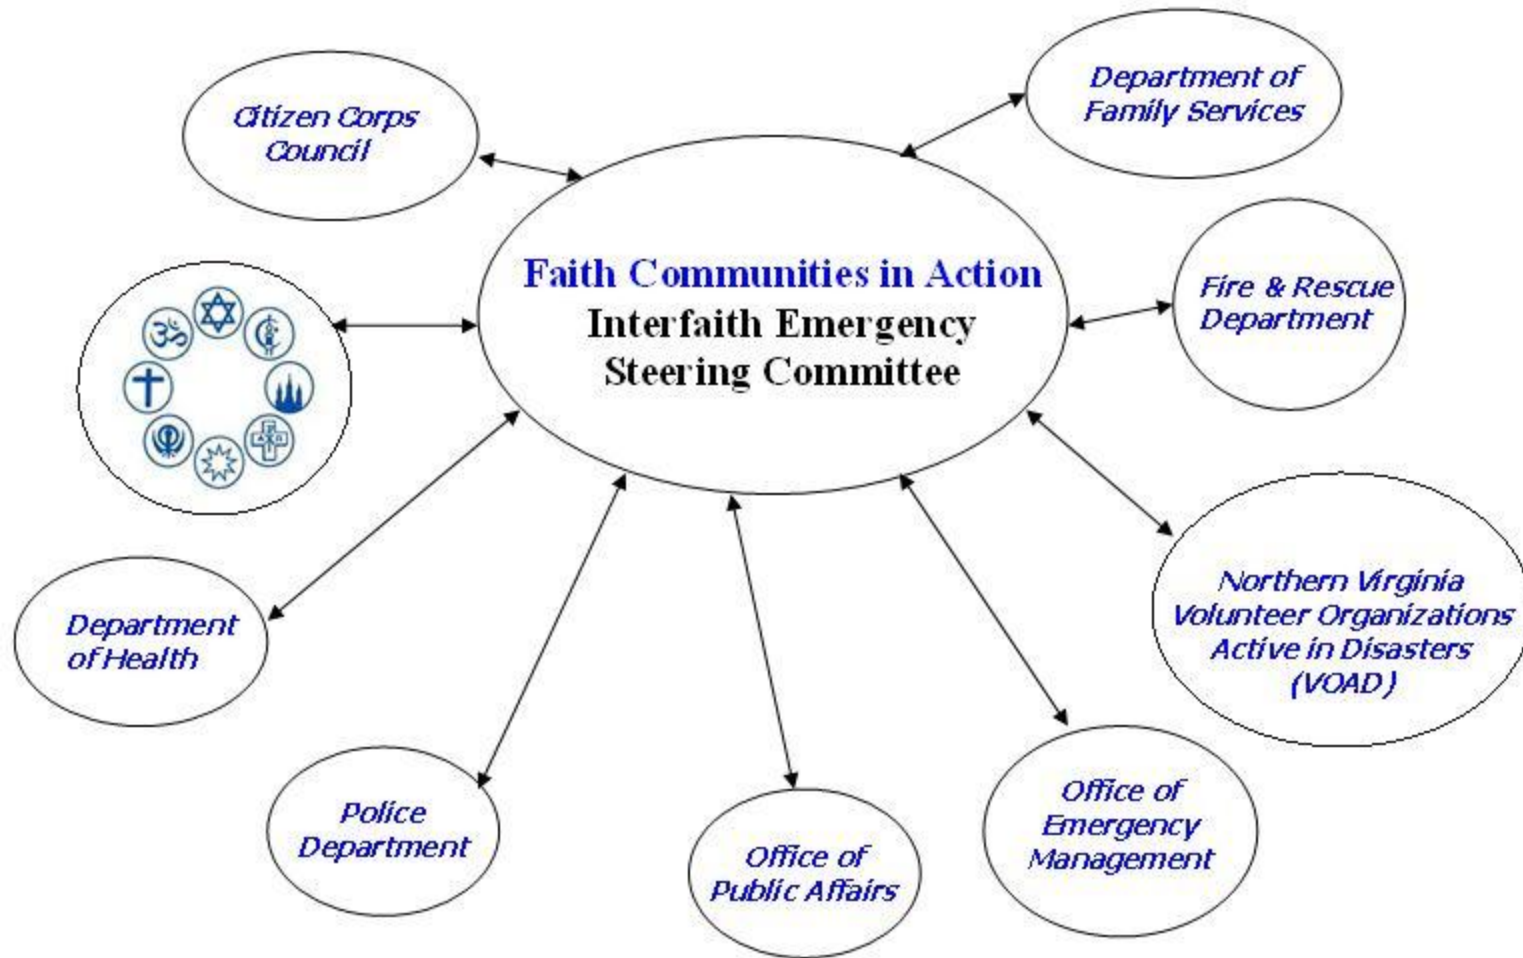 Citizen Corps
Council
Department of
Family Services
Faith Communities in Action
Interfaith Emergency
Steering Committee
Fire & Rescue
Department
Northern Virginia
Volunteer Organizations
Active in Disasters
(VOAD)
Department
of Health
Police
Department
Office of
Public Affairs
Office of
Emergency
Management